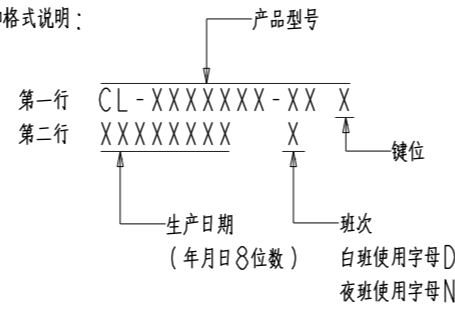 格式说明：
产品型号
第一行 CL-XXXXXXX-XX X
第二行 XXXXXXXX X
键位
生产日期
（年月日8位数）
班次
白班使用字母D
夜班使用字母N